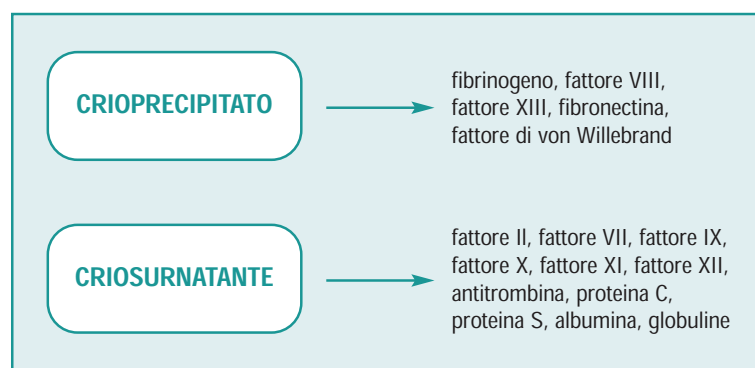 CRIOPRECIPITATO
fibrinogeno, fattore VIII,
fattore XIII, fibronectina,
fattore di von Willebrand
CRIOSURNATANTE
fattore II, fattore VII, fattore IX,
fattore X, fattore XI, fattore XII,
antitrombina, proteina C,
proteina S, albumina, globuline